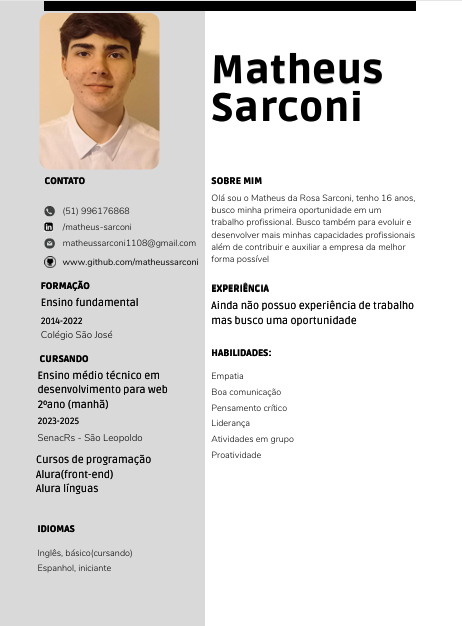 Matheus
Sarconi
CONTATO
(51) 996176868
/matheus-sarconi
matheussarconi1108@gmail.com
www.github.com/matheussarconi
FORMAÇÃO
Ensino fundamental
2014-2022
Colégio São José
CURSANDO
Ensino médio técnico em
desenvolvimento para web
2ºano (manhã)
2023-2025
SenacRs - São Leopoldo
Cursos de programação
Alura(front-end)
Alura línguas
IDIOMAS
Inglês, básico(cursando)
Espanhol, iniciante
SOBRE MIM
Olá sou o Matheus da Rosa Sarconi, tenho 16 anos,
busco minha primeira oportunidade em um
trabalho profissional. Busco também para evoluir e
desenvolver mais minhas capacidades profissionais
além de contribuir e auxiliar a empresa da melhor
forma possível
EXPERIÊNCIA
Ainda não possuo experiência de trabalho
mas busco uma oportunidade
HABILIDADES:
Empatia
Boa comunicação
Pensamento crítico
Liderança
Atividades em grupo
Proatividade